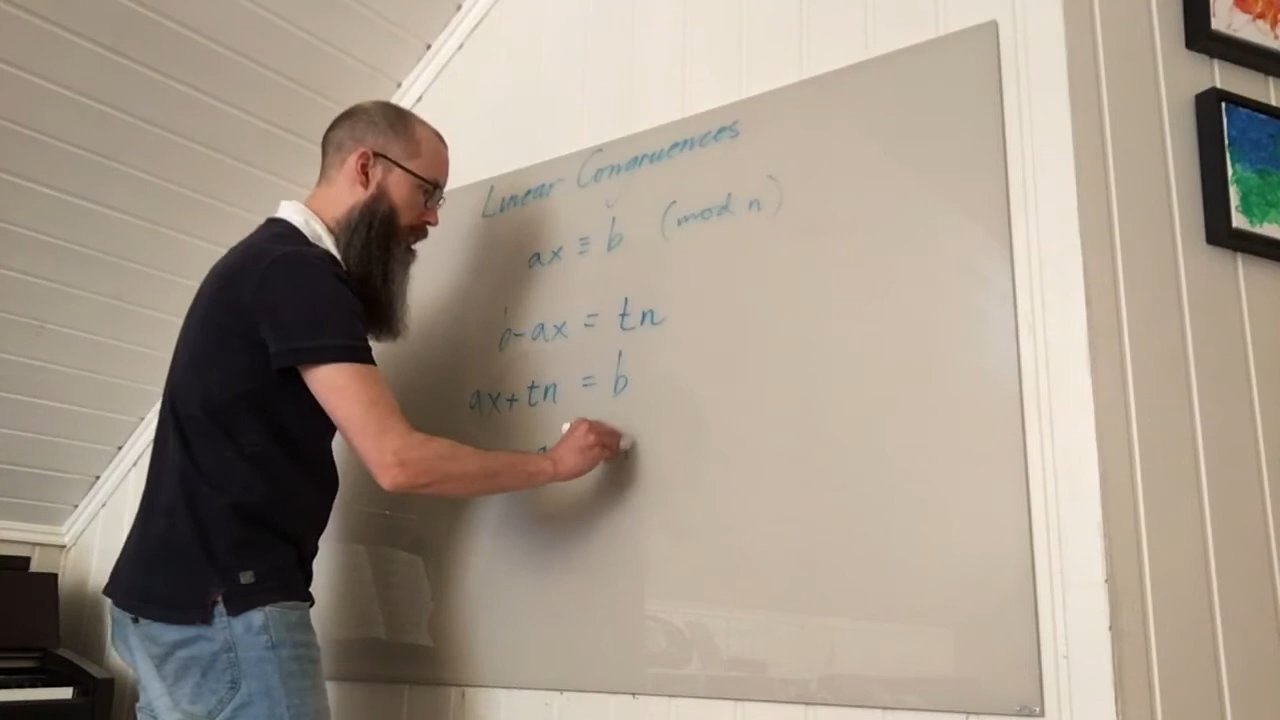 Linear Congruences
ax ≡ b (mod n)
b-ax = tn
ax+tn = b